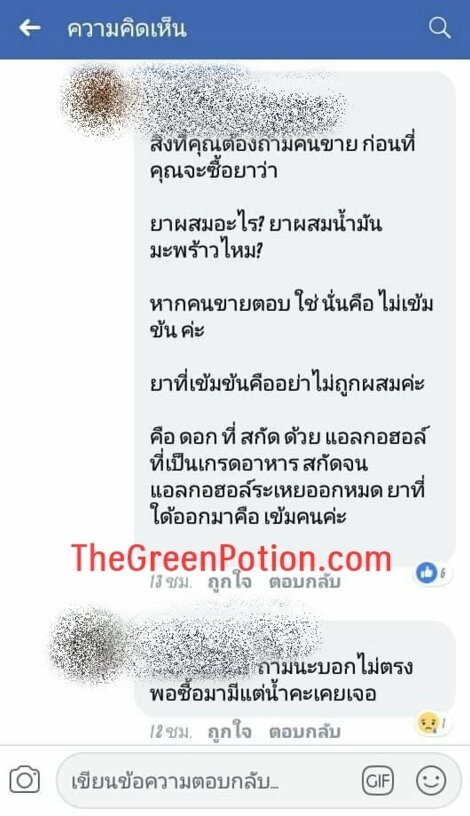 ความคิดเห็น
สิ่งที่คุณต้องถามคนขาย ก่อนที่
คุณจะซื้อยาว่า
ยาผสมอะไร? ยาผสมน้ำมัน
มะพร้าวไหม?
หากคนขายตอบ ใช่ นั่นคือ ไม่เข้ม
ข้น ค่ะ
ยาที่เข้มข้นคืออย่าไม่ถูกผสมค่ะ
คือ ดอก ที่ สกัด ด้วย แอลกอฮอล์
ที่เป็นเกรดอาหาร สกัดจน
แอลกอฮอล์ระเหยออกหมด ยาที่
ใด้ออกมาคือ เข้มคนค่ะ
TheGreenPotion.com
13 ชม. ถูกใจ ตอบกลับ 6
ถามนะบอกไม่ตรง
พอซื้อมามีแต่น้ำคะเคยเจอ
12 ชม. ถูกใจ ตอบกลับ 1
เขียนข้อความตอบกลับ... GIF